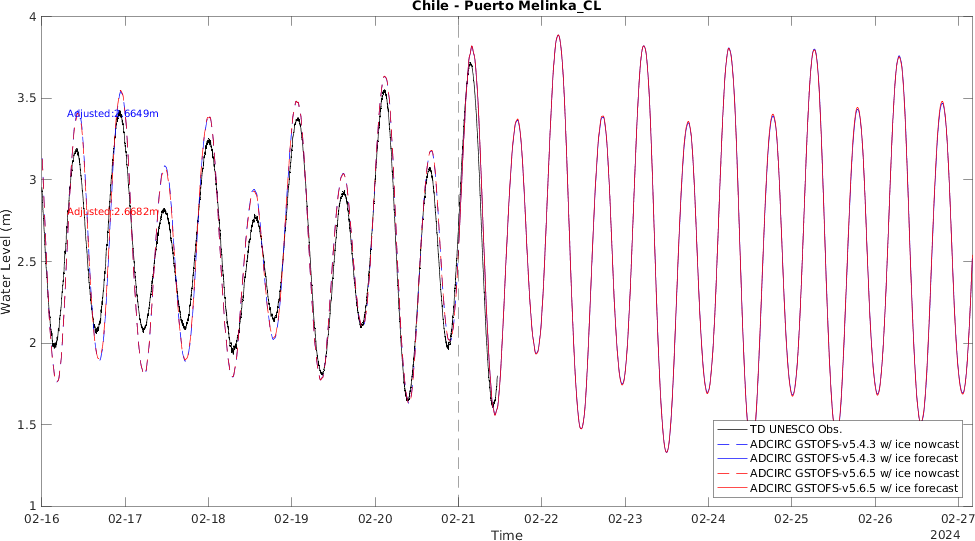 Chile - Puerto Melinka_CL
4
3.5
3
2.5
2
1.5
1
Water Level (m)
Adjusted:2.6649m
Adjusted:2.6682m
TD UNESCO Obs.
ADCIRC GSTOFS-v5.4.3 w/ ice nowcast
ADCIRC GSTOFS-v5.4.3 w/ ice forecast
ADCIRC GSTOFS-v5.6.5 w/ ice nowcast
ADCIRC GSTOFS-v5.6.5 w/ ice forecast
02-16 02-17 02-18 02-19 02-20 02-21 02-22 02-23 02-24 02-25 02-26 02-27
Time
2024